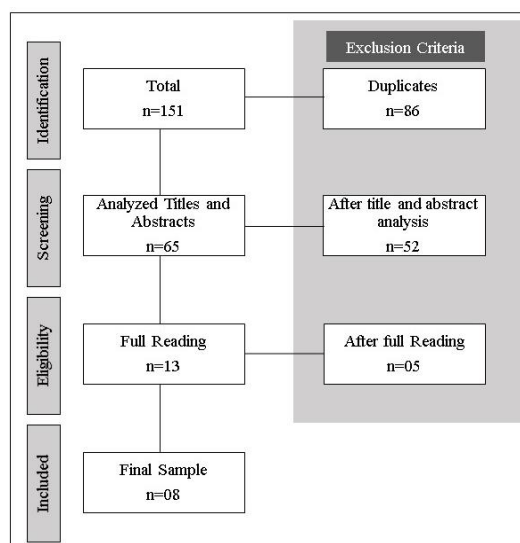 Exclusion Criteria
Identification
Total
n=151
Duplicates
n=86
Screening
Analyzed Titles and
Abstracts
n=65
After title and abstract
analysis
n=52
Eligibility
Full Reading
n=13
After full Reading
n=05
Included
Final Sample
n=08